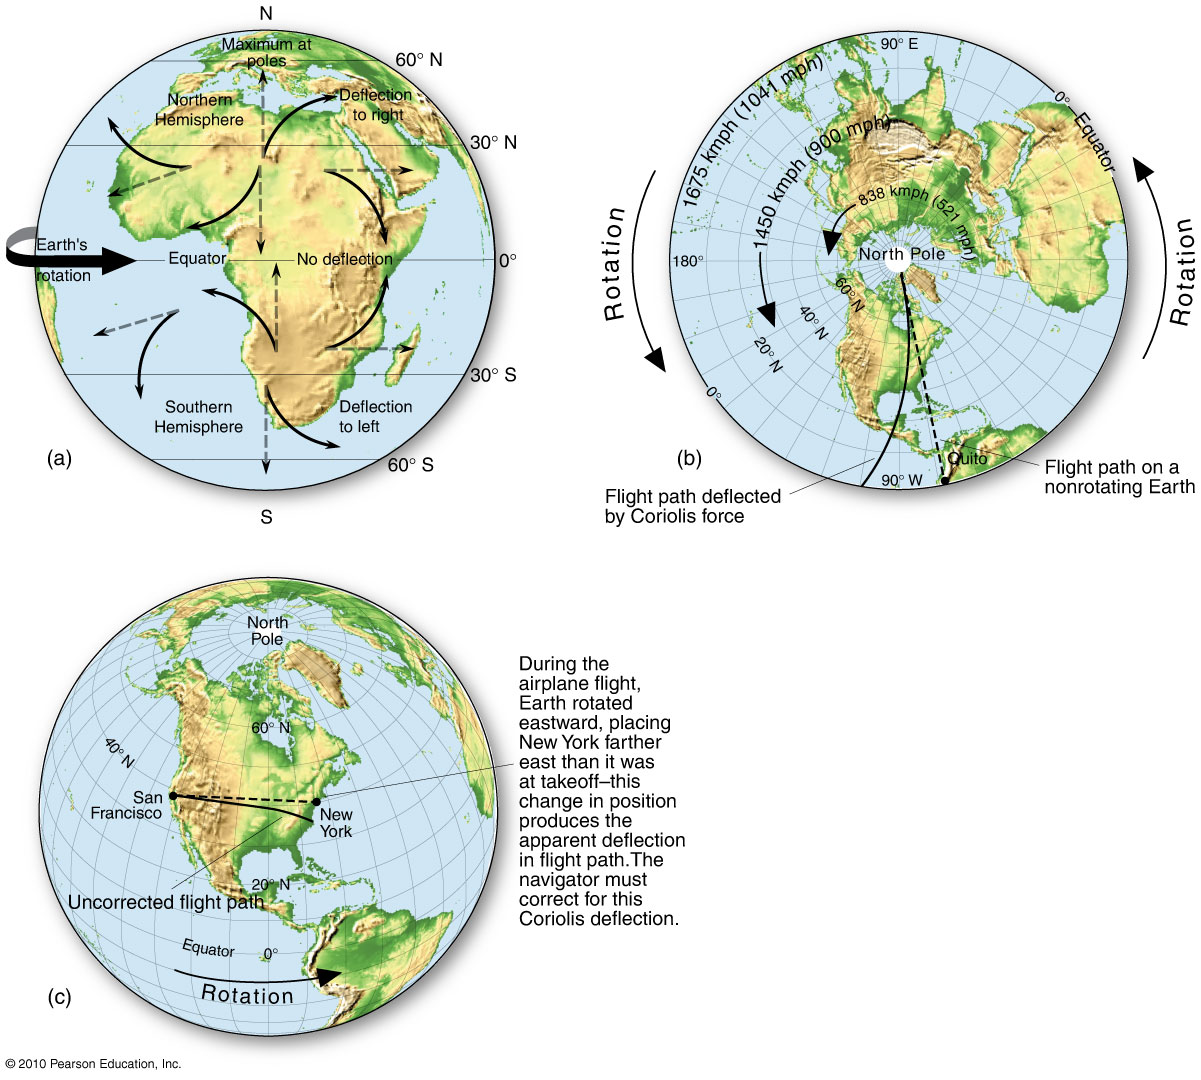 N
Maximum at
poles
60° N
Northern
Hemisphere
Deflection
to right
30° N
Earth's
rotation
Equator
No deflection
0°
30° S
Southern
Hemisphere
Deflection
to left
60° S
(a)
S
90° E
1675 kmph (1041 mph)
1450 kmph (900 mph)
838 kmph (521 mph)
0° Equator
Rotation
Rotation
180°
North Pole
60° N
40° N
20° N
0°
(b)
Quito
90° W
Flight path on a
nonrotating Earth
Flight path deflected
by Coriolis force
North
Pole
60° N
40° N
San
Francisco
New
York
20° N
Uncorrected flight path
Equator
0°
Rotation
(c)
During the
airplane flight,
Earth rotated
eastward, placing
New York farther
east than it was
at takeoff–this
change in position
produces the
apparent deflection
in flight path.The
navigator must
correct for this
Coriolis deflection.
© 2010 Pearson Education, Inc.